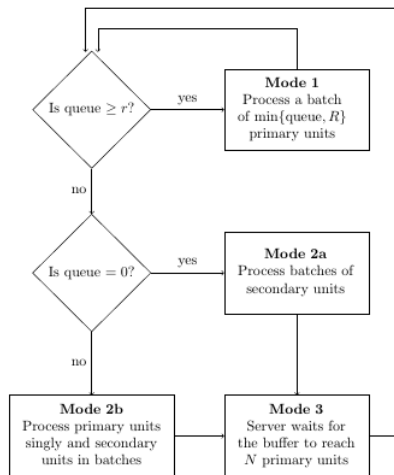 Is queue ≥ r?
yes
Mode 1
Process a batch
of min{queue, R}
primary units
no
Is queue = 0?
yes
Mode 2a
Process batches of
secondary units
no
Mode 2b
Process primary units
singly and secondary
units in batches
Mode 3
Server waits for
the buffer to reach
N primary units